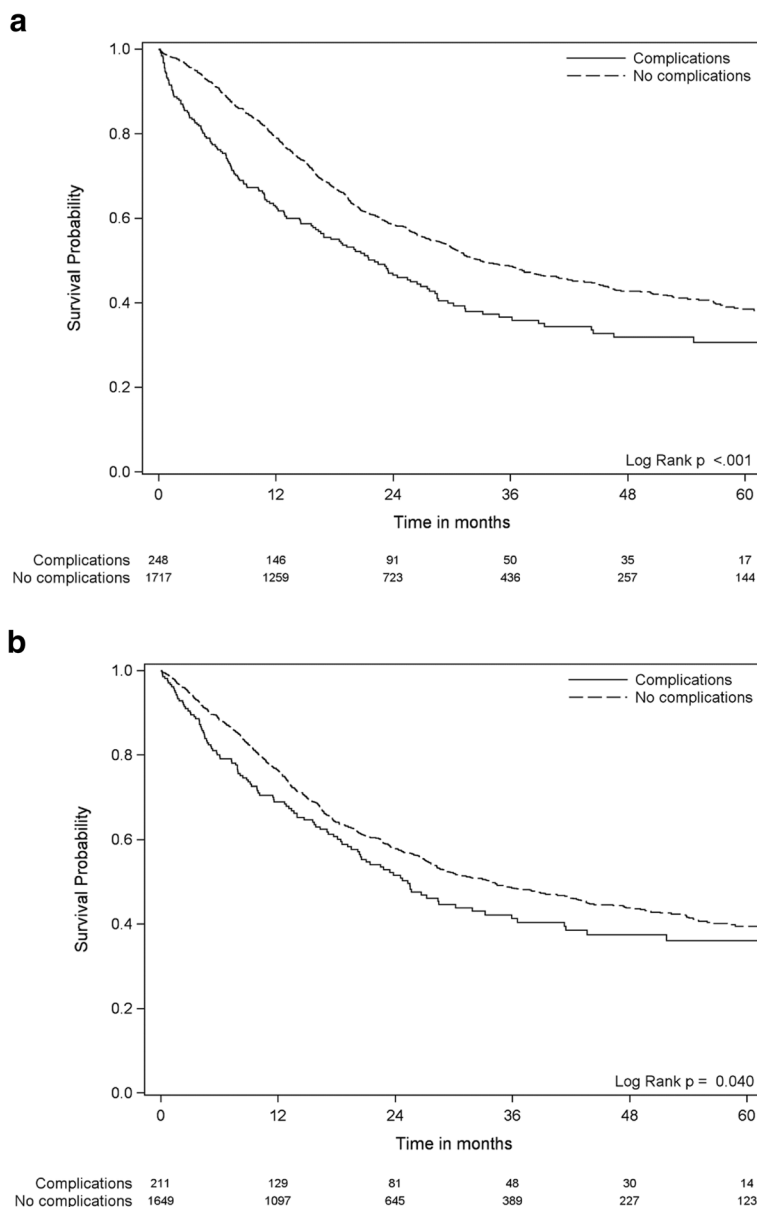 a
1.0
0.8
0.6
0.4
0.2
0.0
Survival Probability
Complications
No complications
Log Rank p <.001
0 12 24 36 48 60
Time in months
Complications 248 146 91 50 35 17
No complications 1717 1259 723 436 257 144
b
1.0
0.8
0.6
0.4
0.2
0.0
Survival Probability
Complications
No complications
Log Rank p = 0.040
0 12 24 36 48 60
Time in months
Complications 211 129 81 48 30 14
No complications 1649 1097 645 389 227 123